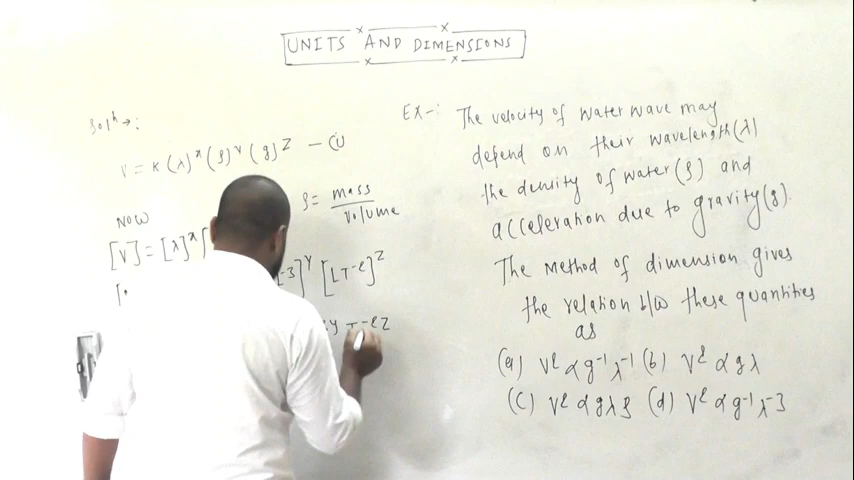 UNITS AND DIMENSIONS
Solⁿ →:
V = K (λ)ˣ (ρ)ʸ (g)ᶻ — (i)
ρ = mass
volume
NOW
[V] = [λ]ˣ [
⁻³]ʸ [LT⁻²]ᶻ
[
T⁻²ᶻ
EX-: The velocity of water wave may
depend on their wavelength(λ)
the density of water(ρ) and
acceleration due to gravity(g).
The Method of dimension gives
the relation b/w these quantities
as
(a) V² ∝ g⁻¹ λ⁻¹ (b) V² ∝ gλ
(c) V² ∝ gλρ (d) V² ∝ g⁻¹ λ⁻³